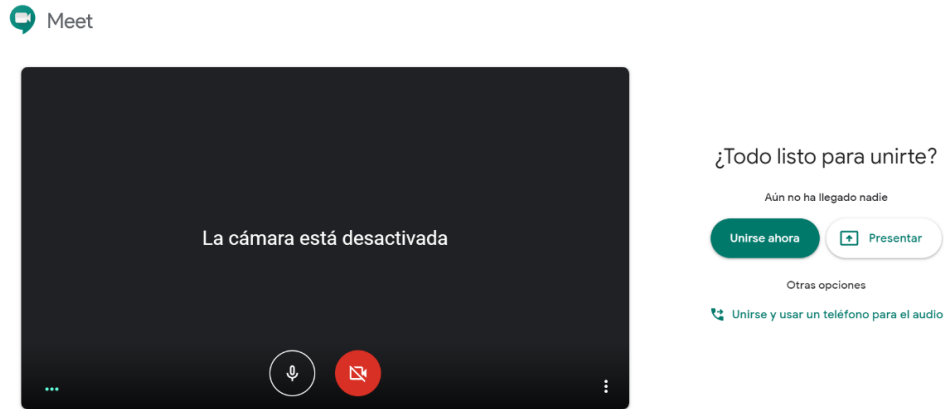 Meet
La cámara está desactivada
¿Todo listo para unirte?
Aún no ha llegado nadie
Unirse ahora
Presentar
Otras opciones
Unirse y usar un teléfono para el audio